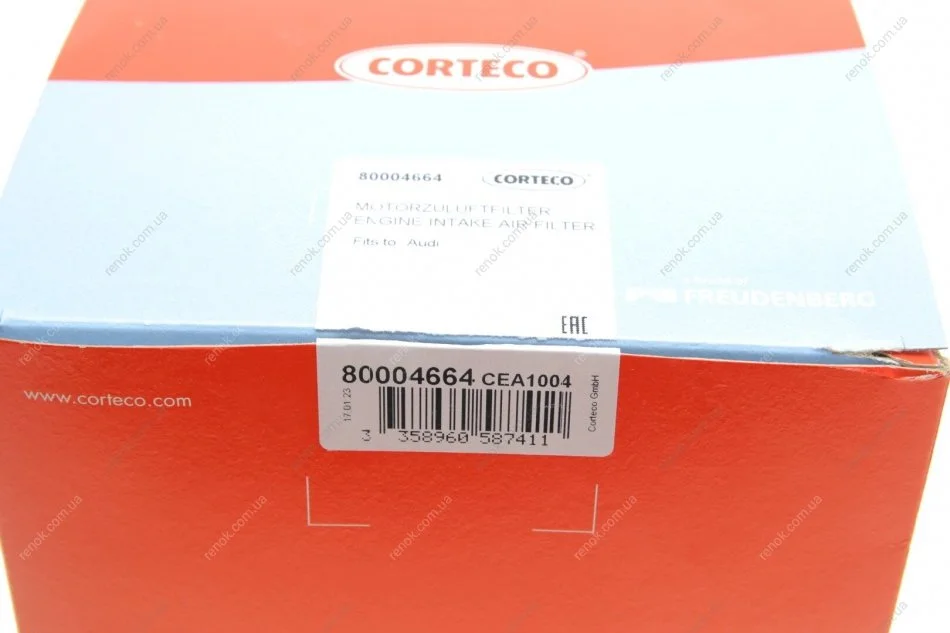 CORTECO
80004664 CORTECO
MOTORZULUFTFILTER
ENGINE INTAKE AIR FILTER
Fits to Audi
FREUDENBERG
EAC
80004664 CEA1004
17.01.23
Corteco GmbH
3 358960 587411
www.corteco.com
renok.com.ua